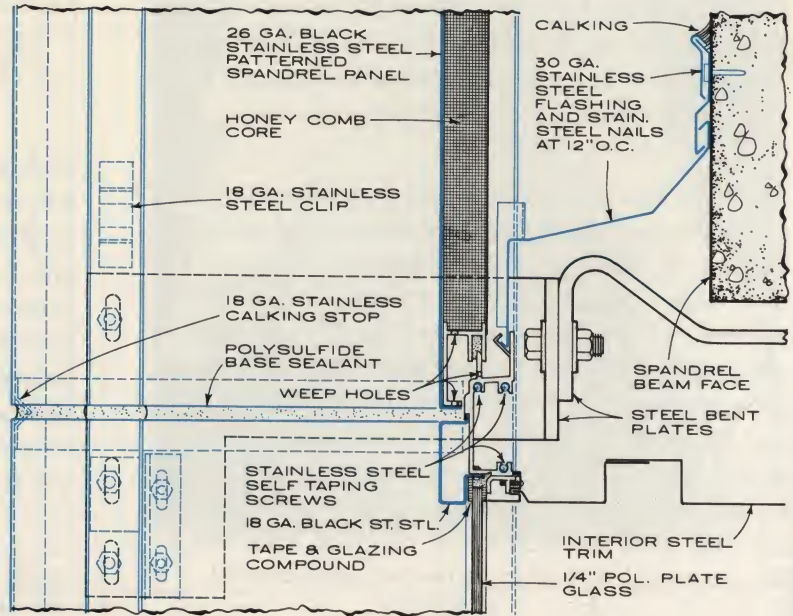 26 GA. BLACK
STAINLESS STEEL
PATTERNED
SPANDREL PANEL
HONEY COMB
CORE
18 GA. STAINLESS
STEEL CLIP
18 GA. STAINLESS
CALKING STOP
POLYSULFIDE
BASE SEALANT
WEEP HOLES
STAINLESS STEEL
SELF TAPING
SCREWS
18 GA. BLACK ST. STL.
TAPE & GLAZING
COMPOUND
CALKING
30 GA.
STAINLESS
STEEL
FLASHING
AND STAIN.
STEEL NAILS
AT 12" O.C.
SPANDREL
BEAM FACE
STEEL BENT
PLATES
INTERIOR STEEL
TRIM
1/4" POL. PLATE
GLASS